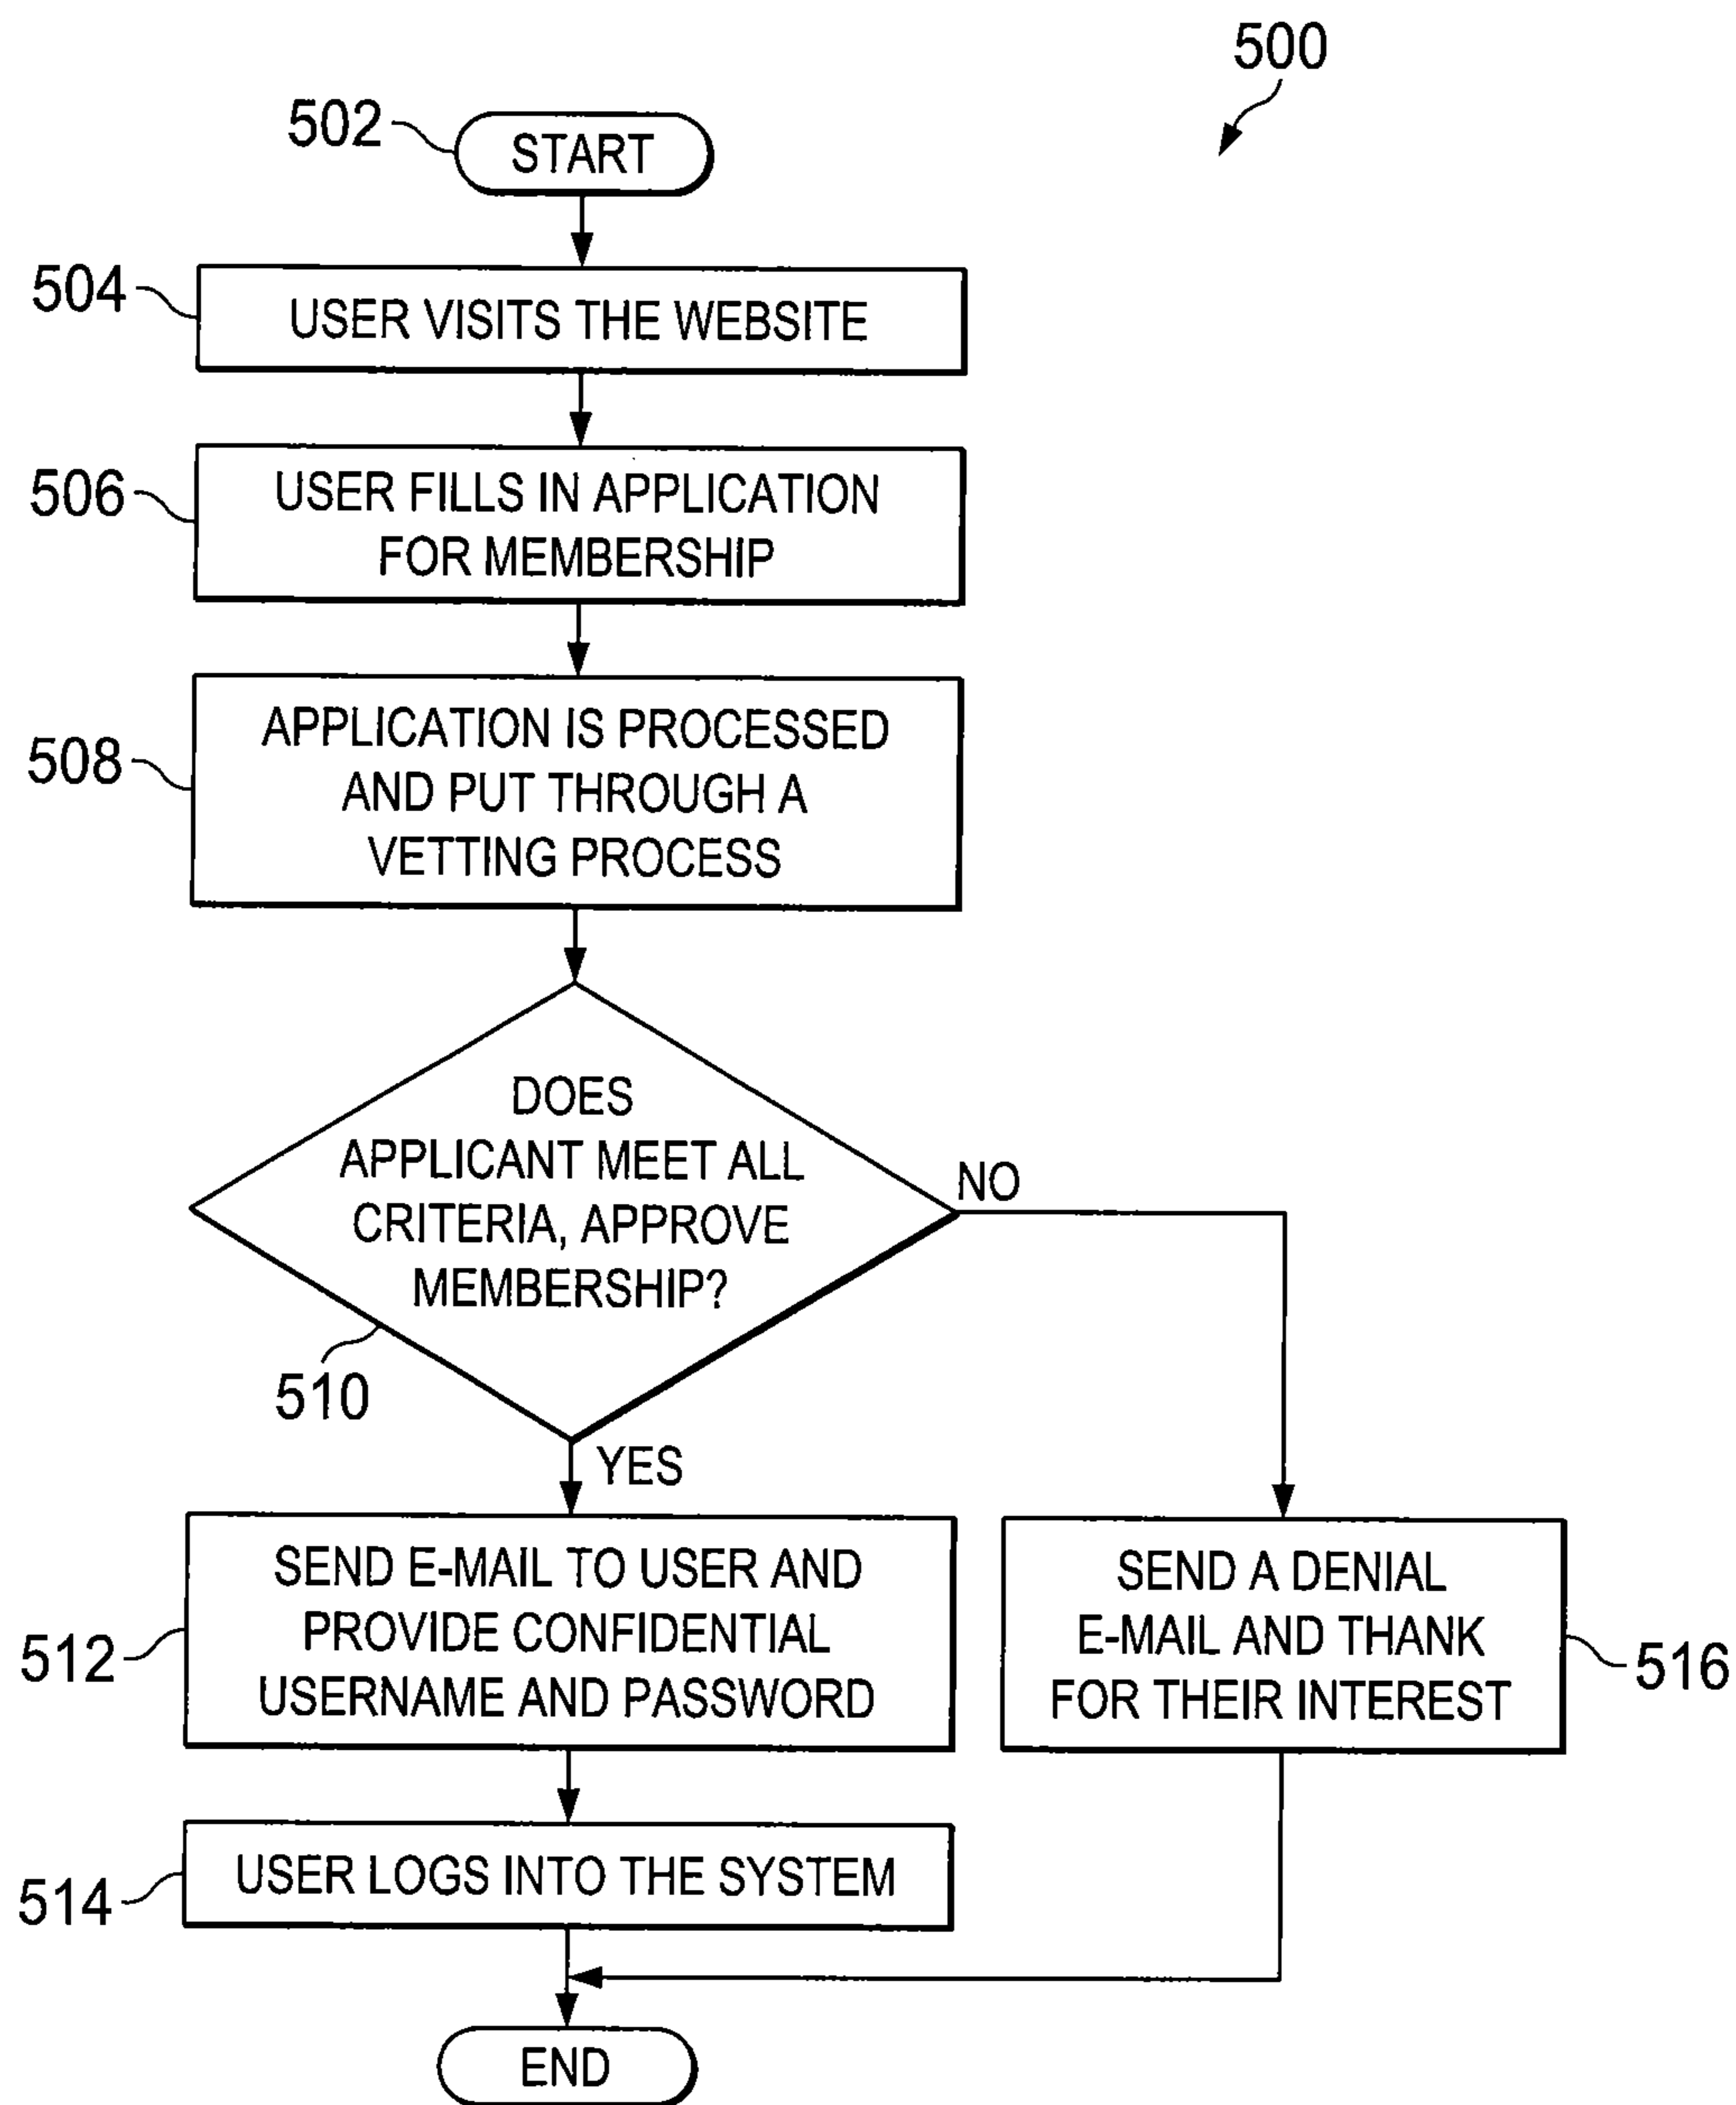 500
502
START
504
USER VISITS THE WEBSITE
506
USER FILLS IN APPLICATION
FOR MEMBERSHIP
508
APPLICATION IS PROCESSED
AND PUT THROUGH A
VETTING PROCESS
DOES
APPLICANT MEET ALL
CRITERIA, APPROVE
MEMBERSHIP?
NO
510
YES
512
SEND E-MAIL TO USER AND
PROVIDE CONFIDENTIAL
USERNAME AND PASSWORD
SEND A DENIAL
E-MAIL AND THANK
FOR THEIR INTEREST
516
514
USER LOGS INTO THE SYSTEM
END